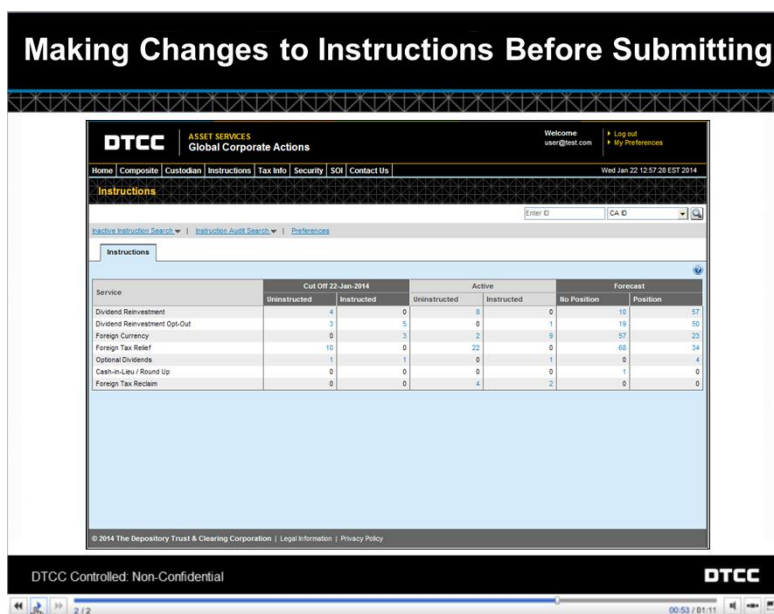 Making Changes to Instructions Before Submitting
DTCC
ASSET SERVICES
Global Corporate Actions
Welcome
user@test.com
Log out
My Preferences
Home Composite Custodian Instructions Tax Info Security SOI Contact Us Wed Jan 22 12:57:28 EST 2014
Instructions
Enter ID CA ID
Inactive Instruction Search | Instruction Audit Search | Preferences
Instructions
Service Cut Off 22-Jan-2014 Active Forecast
Uninstructed Instructed Uninstructed Instructed No Position Position
Dividend Reinvestment 4 0 8 0 10 57
Dividend Reinvestment Opt-Out 3 5 0 1 19 50
Foreign Currency 0 3 2 9 57 23
Foreign Tax Relief 10 0 22 0 68 34
Optional Dividends 1 1 0 1 0 4
Cash-in-Lieu / Round Up 0 0 0 0 1 0
Foreign Tax Reclaim 0 0 4 2 0 0
© 2014 The Depository Trust & Clearing Corporation | Legal Information | Privacy Policy
DTCC Controlled: Non-Confidential
DTCC
2 / 2 00:53 / 01:11